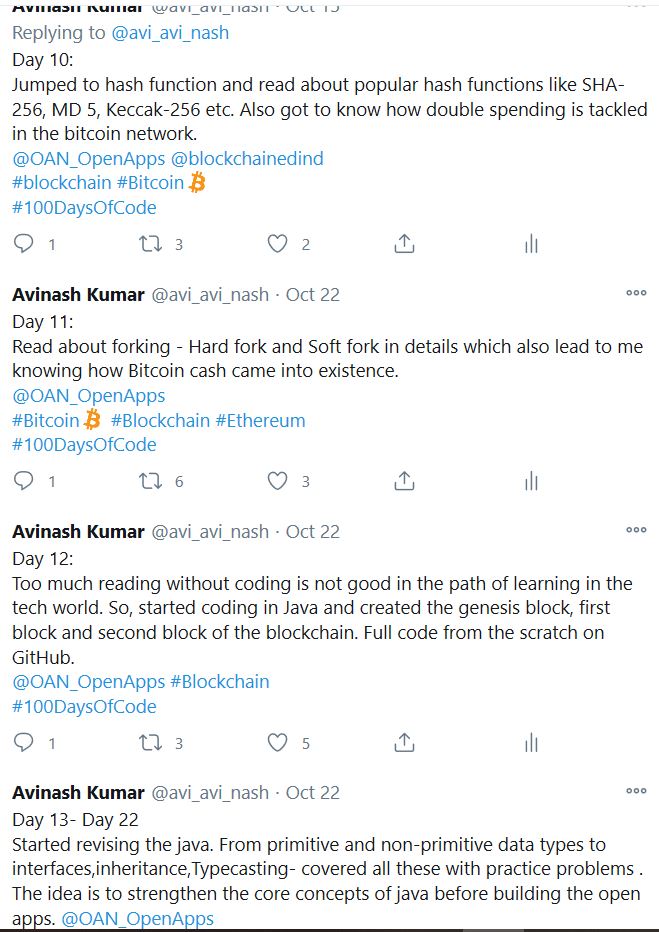 Avinash Kumar @avi_avi_nash · Oct 15
Replying to @avi_avi_nash
Day 10:
Jumped to hash function and read about popular hash functions like SHA-
256, MD 5, Keccak-256 etc. Also got to know how double spending is tackled
in the bitcoin network.
@OAN_OpenApps @blockchainedind
#blockchain #Bitcoin
#100DaysOfCode
1 3 2
Avinash Kumar @avi_avi_nash · Oct 22
Day 11:
Read about forking - Hard fork and Soft fork in details which also lead to me
knowing how Bitcoin cash came into existence.
@OAN_OpenApps
#Bitcoin #Blockchain #Ethereum
#100DaysOfCode
1 6 3
Avinash Kumar @avi_avi_nash · Oct 22
Day 12:
Too much reading without coding is not good in the path of learning in the
tech world. So, started coding in Java and created the genesis block, first
block and second block of the blockchain. Full code from the scratch on
GitHub.
@OAN_OpenApps #Blockchain
#100DaysOfCode
1 3 5
Avinash Kumar @avi_avi_nash · Oct 22
Day 13- Day 22
Started revising the java. From primitive and non-primitive data types to
interfaces,inheritance,Typecasting- covered all these with practice problems .
The idea is to strengthen the core concepts of java before building the open
apps. @OAN_OpenApps